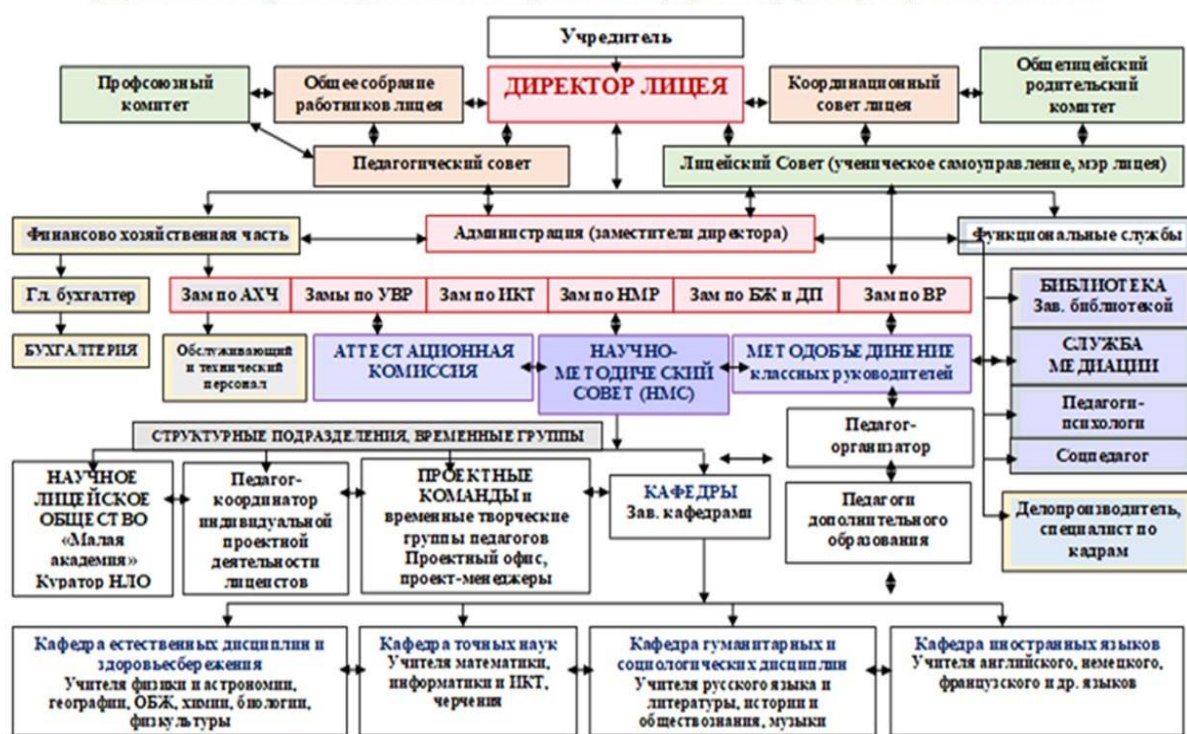 Учредитель
Профсоюзный
комитет
Общее собрание
работников лицея
ДИРЕКТОР ЛИЦЕЯ
Координационный
совет лицея
Общелицейский
родительский
комитет
Педагогический совет
Лицейский Совет (ученическое самоуправление, мэр лицея)
Финансово хозяйственная часть
Администрация (заместители директора)
Функциональные службы
Гл. бухгалтер
Зам по АХЧ
Замы по УВР
Зам по ИКТ
Зам по НМР
Зам по БЖ и ДП
Зам по ВР
БИБЛИОТЕКА
Зав. библиотекой
БУХГАЛТЕРИЯ
Обслуживающий
и технический
персонал
АТТЕСТАЦИОННАЯ
КОМИССИЯ
НАУЧНО-
МЕТОДИЧЕСКИЙ
СОВЕТ (НМС)
МЕТОДОБЪЕДИНЕНИЕ
классных руководителей
СЛУЖБА
МЕДИАЦИИ
Педагоги-
психологи
Соцпедагог
СТРУКТУРНЫЕ ПОДРАЗДЕЛЕНИЯ, ВРЕМЕННЫЕ ГРУППЫ
Педагог-
организатор
НАУЧНОЕ
ЛИЦЕЙСКОЕ
ОБЩЕСТВО
«Малая
академия»
Куратор НЛО
Педагог-
координатор
индивидуальной
проектной
деятельности
лицеистов
ПРОЕКТНЫЕ
КОМАНДЫ и
временные творческие
группы педагогов
Проектный офис,
проект-менеджеры
КАФЕДРЫ
Зав. кафедрами
Педагоги
дополнительного
образования
Делопроизводитель,
специалист по
кадрам
Кафедра естественных дисциплин и
здоровьесбережения
Учителя физики и астрономии,
географии, ОБЖ, химии, биологии,
физкультуры
Кафедра точных наук
Учителя математики,
информатики и ИКТ,
черчения
Кафедра гуманитарных и
социологических дисциплин
Учителя русского языка и
литературы, истории и
обществознания, музыки
Кафедра иностранных языков
Учителя английского, немецкого,
французского и др. языков